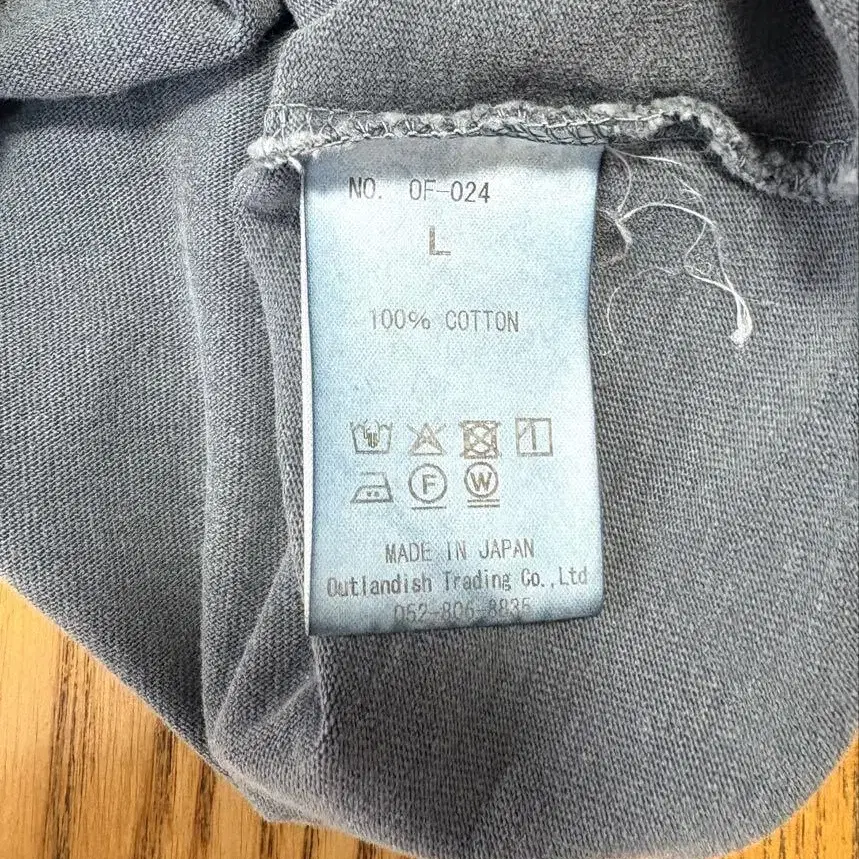 NO. OF-024
L
100% COTTON
F W
MADE IN JAPAN
Outlandish Trading Co.,Ltd
052-806-8835